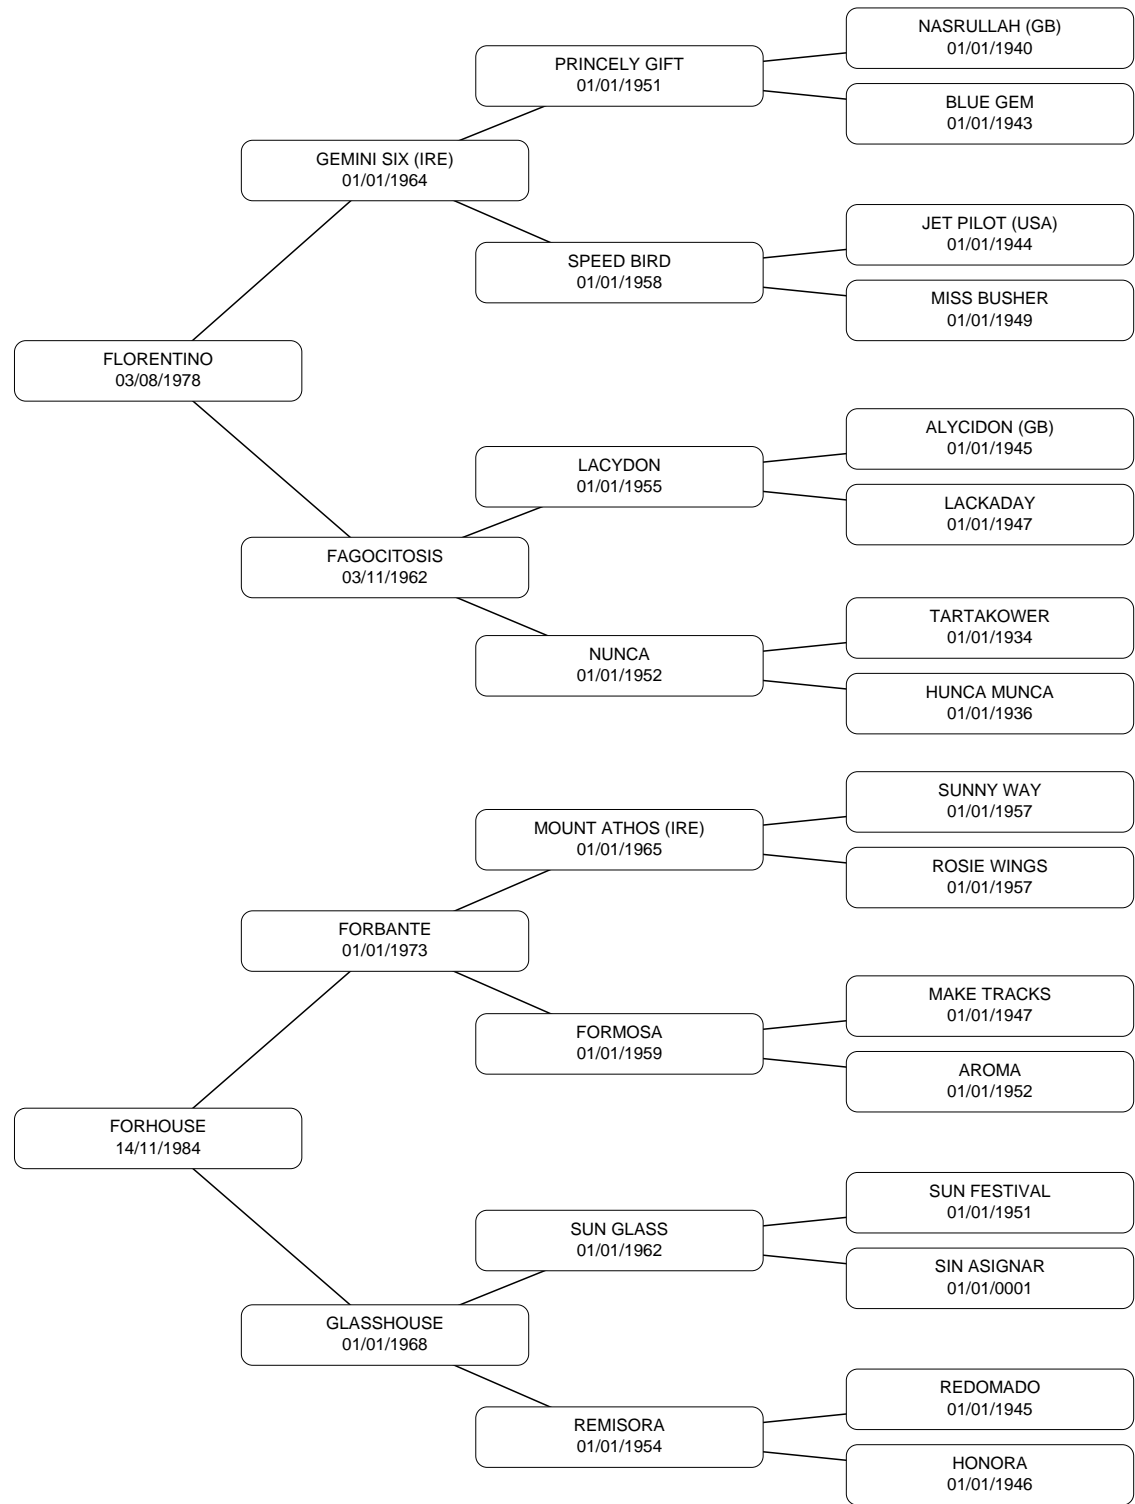 NASRULLAH (GB)
01/01/1940
PRINCELY GIFT
01/01/1951
BLUE GEM
01/01/1943
GEMINI SIX (IRE)
01/01/1964
JET PILOT (USA)
01/01/1944
SPEED BIRD
01/01/1958
MISS BUSHER
01/01/1949
FLORENTINO
03/08/1978
ALYCIDON (GB)
01/01/1945
LACYDON
01/01/1955
LACKADAY
01/01/1947
FAGOCITOSIS
03/11/1962
TARTAKOWER
01/01/1934
NUNCA
01/01/1952
HUNCA MUNCA
01/01/1936
SUNNY WAY
01/01/1957
MOUNT ATHOS (IRE)
01/01/1965
ROSIE WINGS
01/01/1957
FORBANTE
01/01/1973
MAKE TRACKS
01/01/1947
FORMOSA
01/01/1959
AROMA
01/01/1952
FORHOUSE
14/11/1984
SUN FESTIVAL
01/01/1951
SUN GLASS
01/01/1962
SIN ASIGNAR
01/01/0001
GLASSHOUSE
01/01/1968
REDOMADO
01/01/1945
REMISORA
01/01/1954
HONORA
01/01/1946